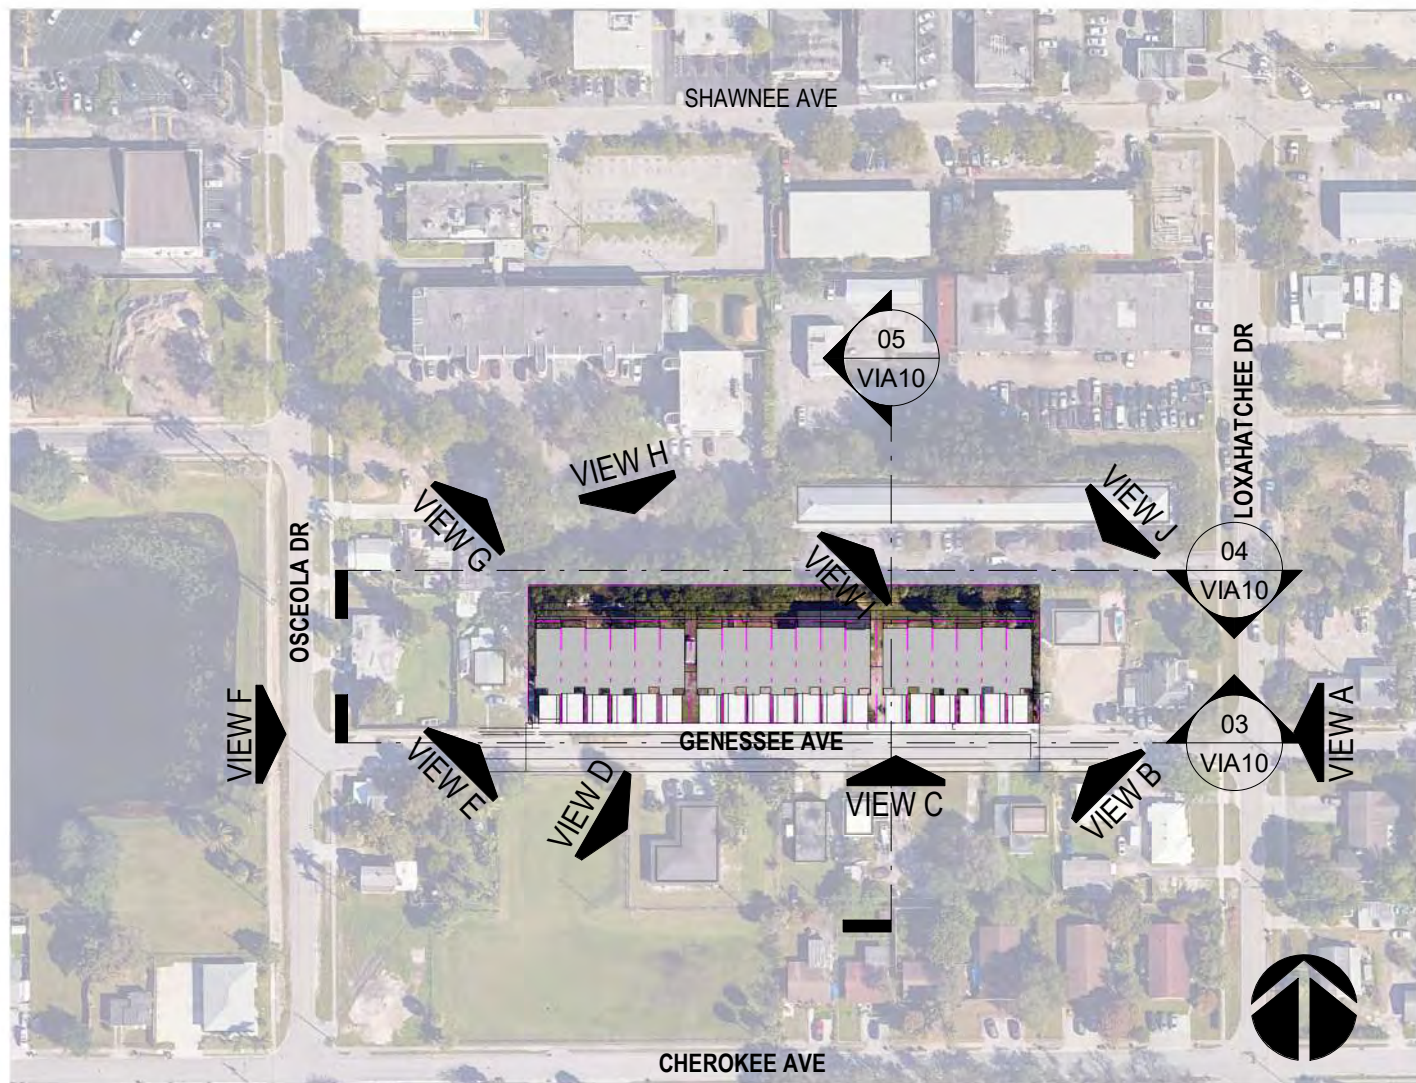 SHAWNEE AVE
05
VIA10
LOXAHATCHEE DR
VIEW H
VIEW G
VIEW J
VIEW I
04
VIA10
OSCEOLA DR
VIEW F
GENESSEE AVE
03
VIA10
VIEW A
VIEW E
VIEW D
VIEW C
VIEW B
CHEROKEE AVE